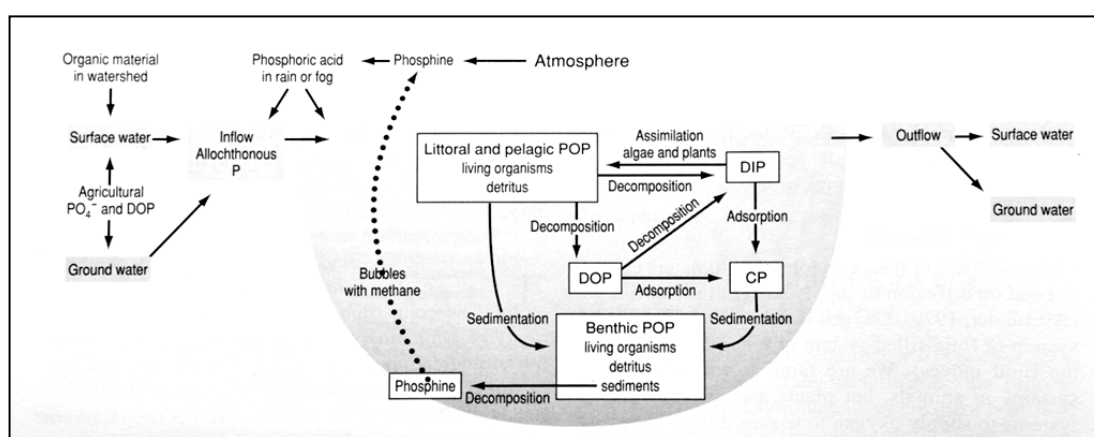 Organic material
in watershed
Phosphoric acid
in rain or fog
Phosphine
Atmosphere
Surface water
Inflow
Allochthonous
P
Agricultural
PO₄⁻ and DOP
Ground water
Littoral and pelagic POP
living organisms
detritus
Assimilation
algae and plants
Decomposition
DIP
Decomposition
Decomposition
Adsorption
DOP
Adsorption
CP
Sedimentation
Sedimentation
Benthic POP
living organisms
detritus
sediments
Bubbles
with methane
Phosphine
Decomposition
Outflow
Surface water
Ground water